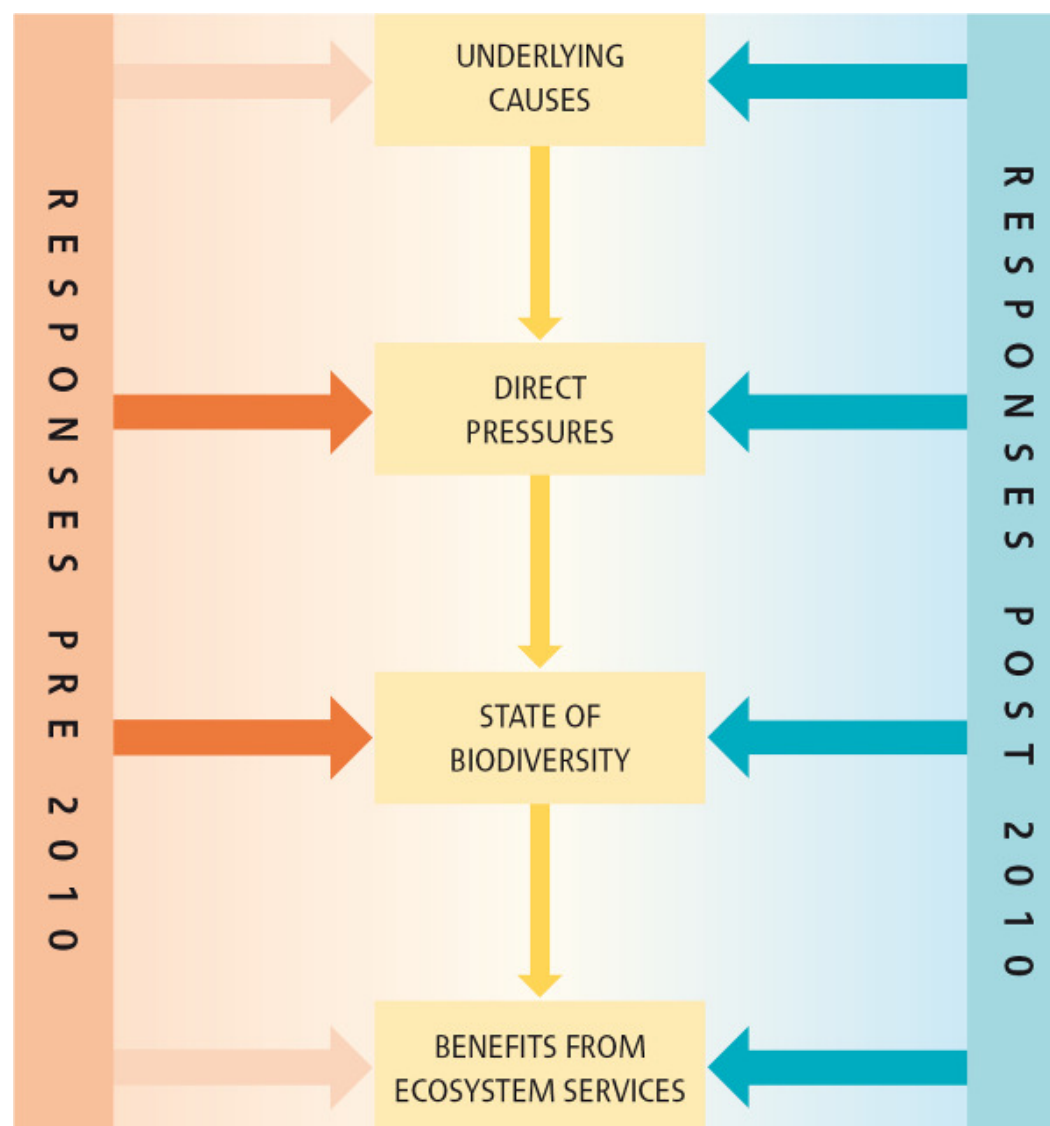 RESPONSES PRE 2010
UNDERLYING
CAUSES
DIRECT
PRESSURES
STATE OF
BIODIVERSITY
BENEFITS FROM
ECOSYSTEM SERVICES
RESPONSES POST 2010